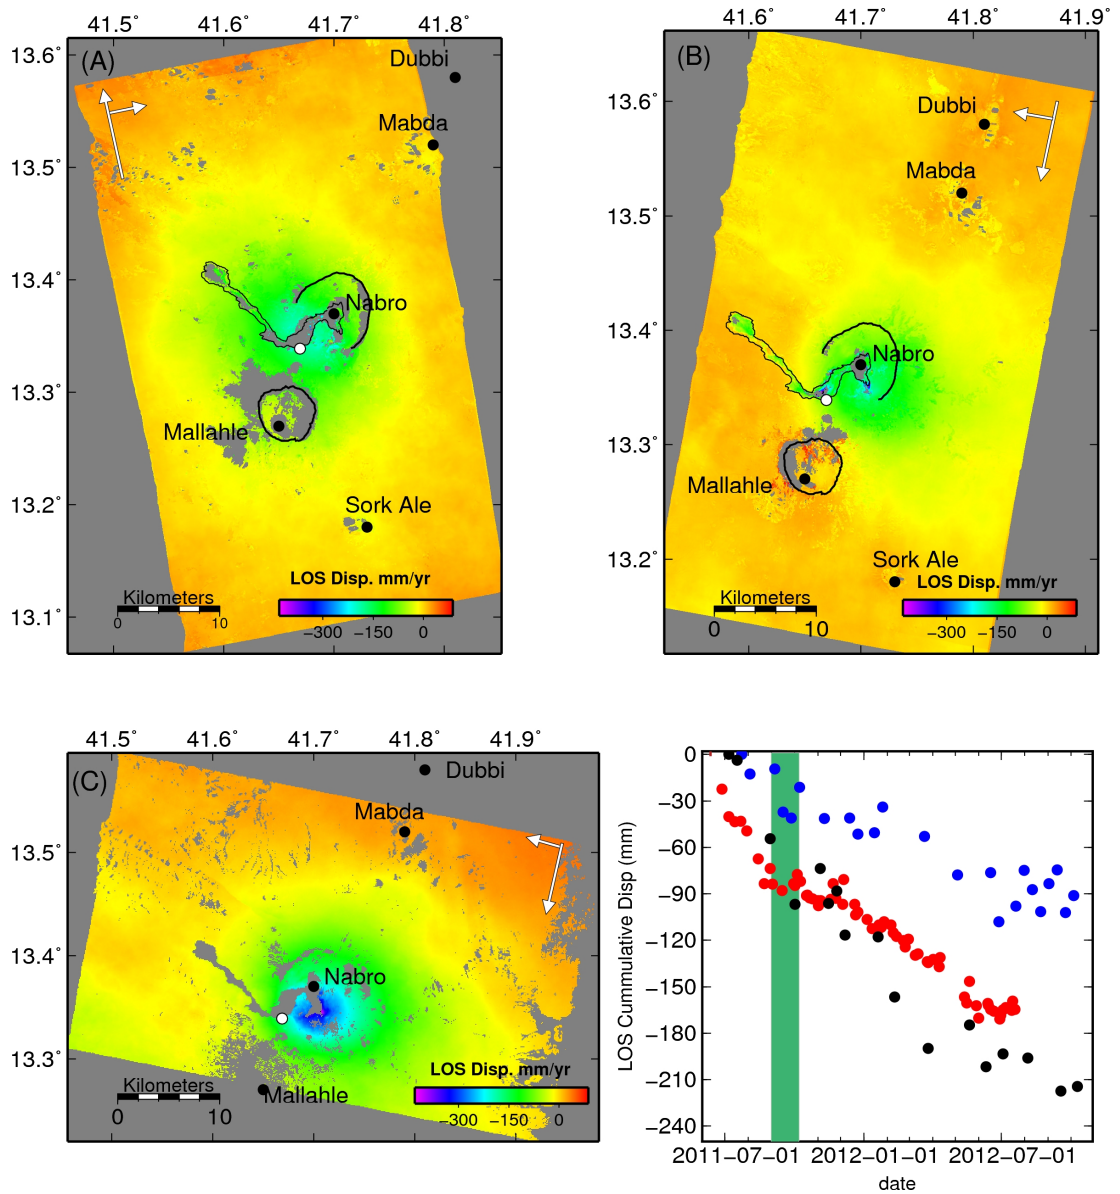 41.5° 41.6° 41.7° 41.8°
(A)
13.6°
13.5°
13.4°
13.3°
13.2°
13.1°
Dubbi
Mabda
Nabro
Mallahle
Sork Ale
LOS Disp. mm/yr
−300 −150 0
Kilometers
0 10
41.6° 41.7° 41.8° 41.9°
(B)
13.6°
13.5°
13.4°
13.3°
13.2°
Dubbi
Mabda
Nabro
Mallahle
Sork Ale
LOS Disp. mm/yr
−300 −150 0
Kilometers
0 10
41.5° 41.6° 41.7° 41.8° 41.9°
(C)
13.5°
13.4°
13.3°
Dubbi
Mabda
Nabro
Mallahle
LOS Disp. mm/yr
−300 −150 0
Kilometers
0 10
LOS Cummulative Disp (mm)
0
−30
−60
−90
−120
−150
−180
−210
−240
2011−07−01 2012−01−01 2012−07−01
date